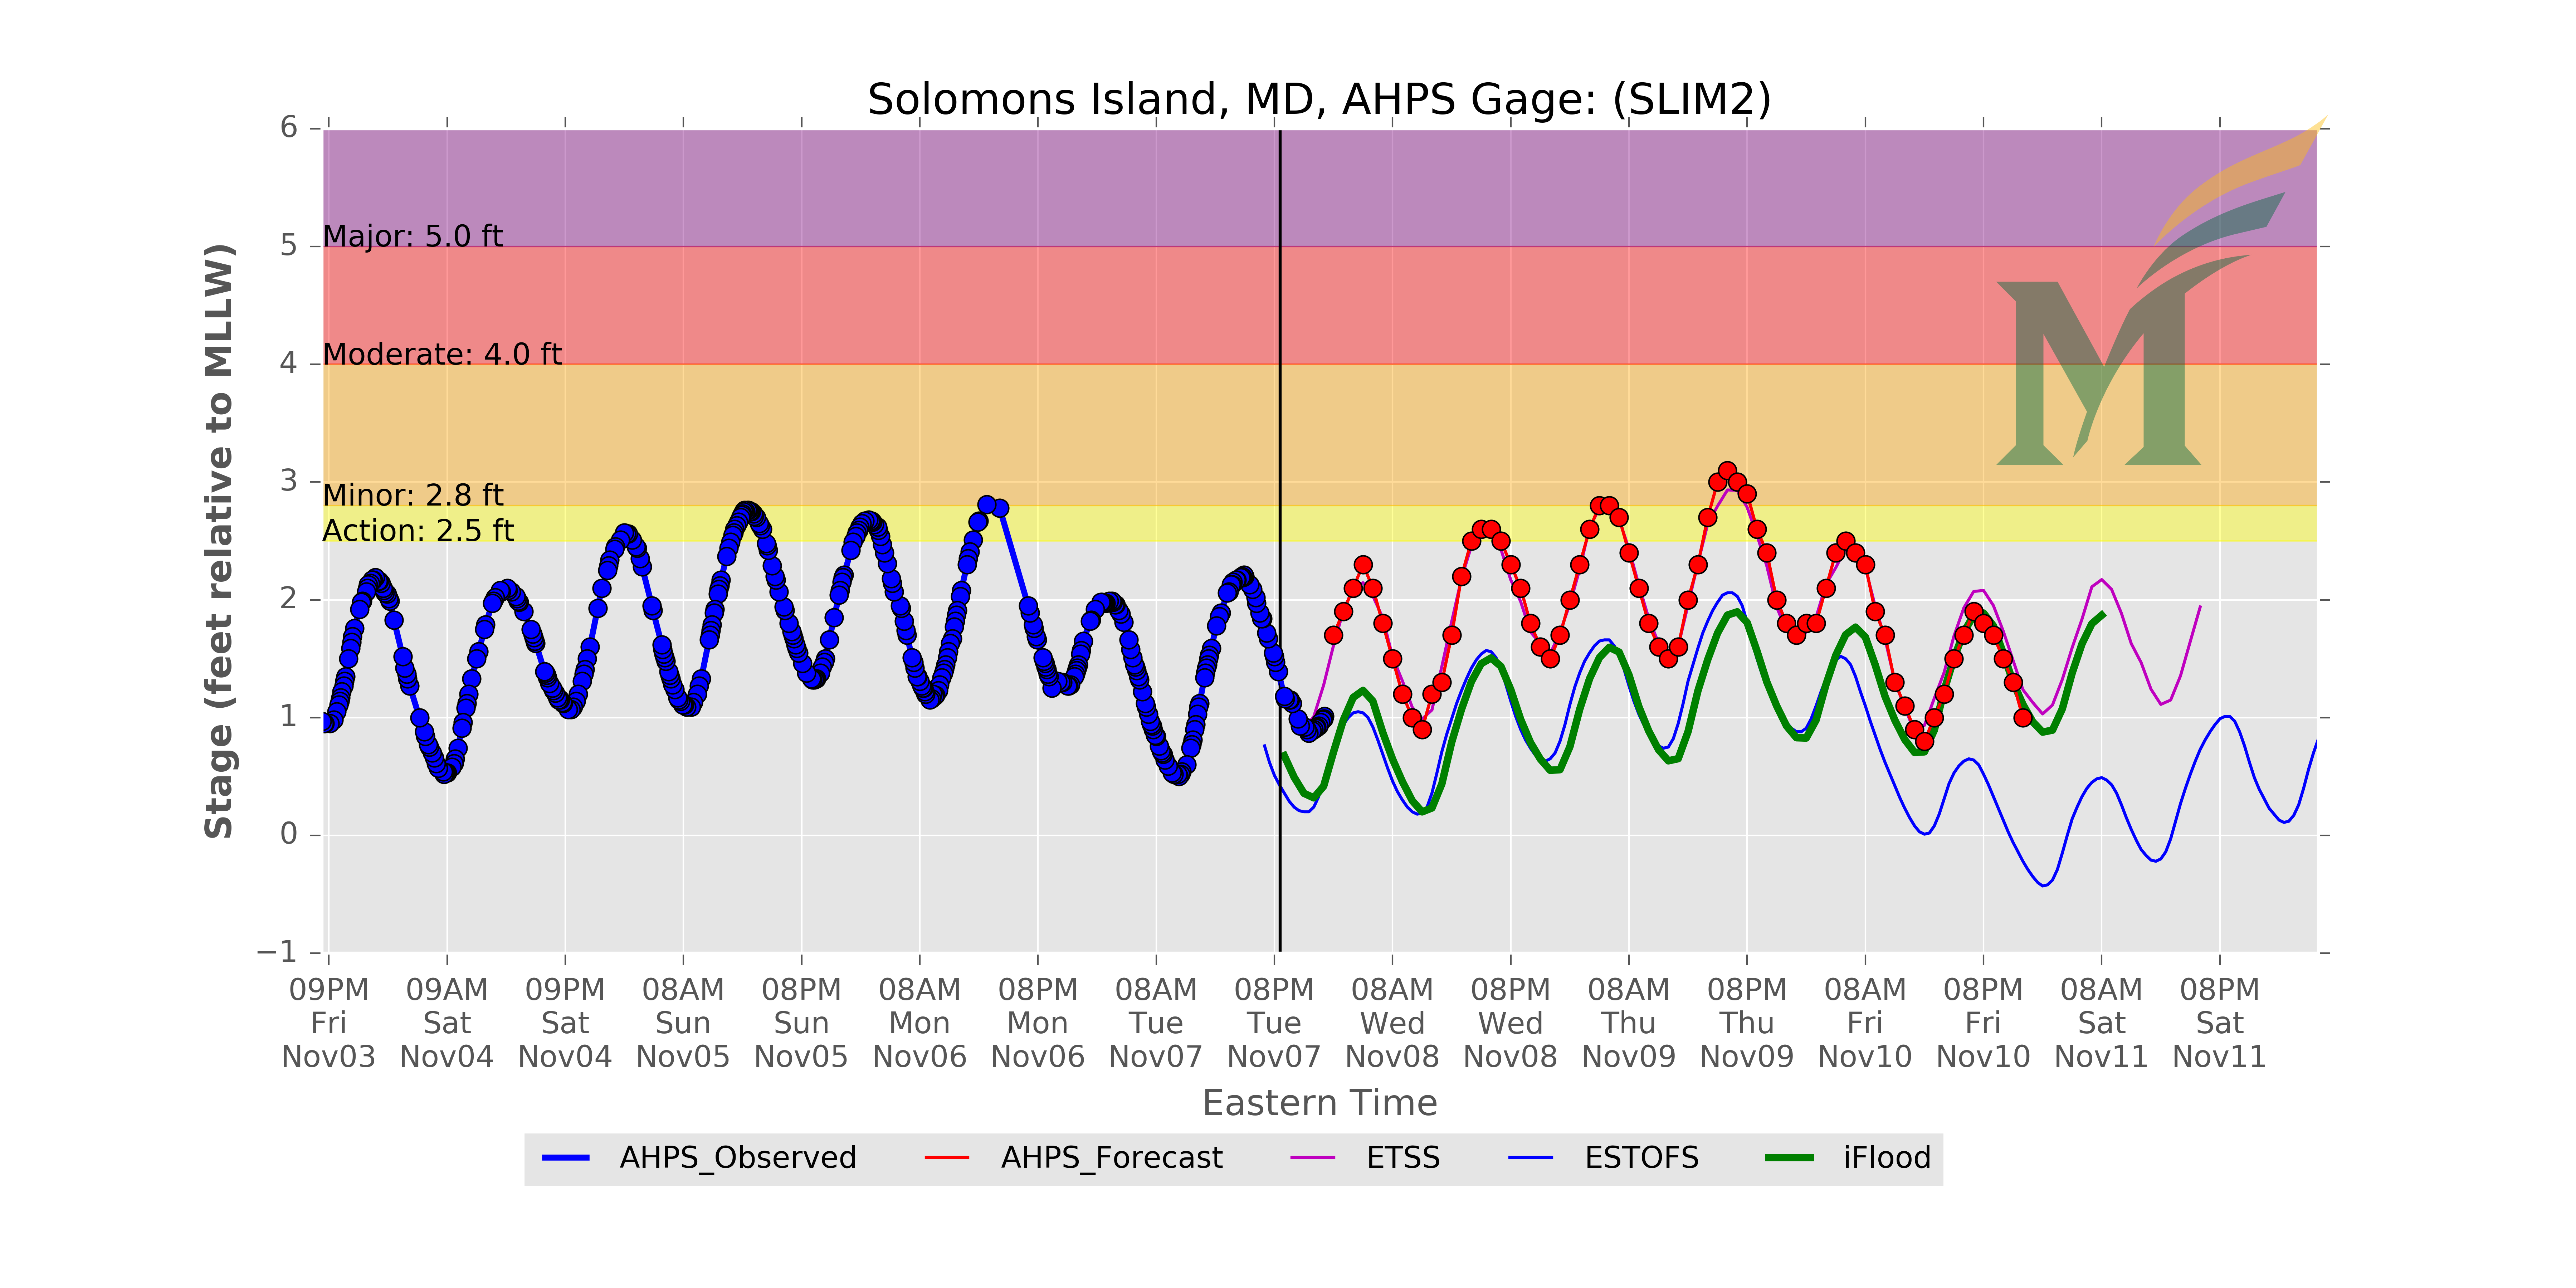 Solomons Island, MD, AHPS Gage: (SLIM2)
6
5
4
3
2
1
0
−1
Stage (feet relative to MLLW)
Major: 5.0 ft
Moderate: 4.0 ft
Minor: 2.8 ft
Action: 2.5 ft
M
09PM 09AM 09PM 08AM 08PM 08AM 08PM 08AM 08PM 08AM 08PM 08AM 08PM 08AM 08PM 08AM 08PM
Fri Sat Sat Sun Sun Mon Mon Tue Tue Wed Wed Thu Thu Fri Fri Sat Sat
Nov03 Nov04 Nov04 Nov05 Nov05 Nov06 Nov06 Nov07 Nov07 Nov08 Nov08 Nov09 Nov09 Nov10 Nov10 Nov11 Nov11
Eastern Time
AHPS_Observed AHPS_Forecast ETSS ESTOFS iFlood